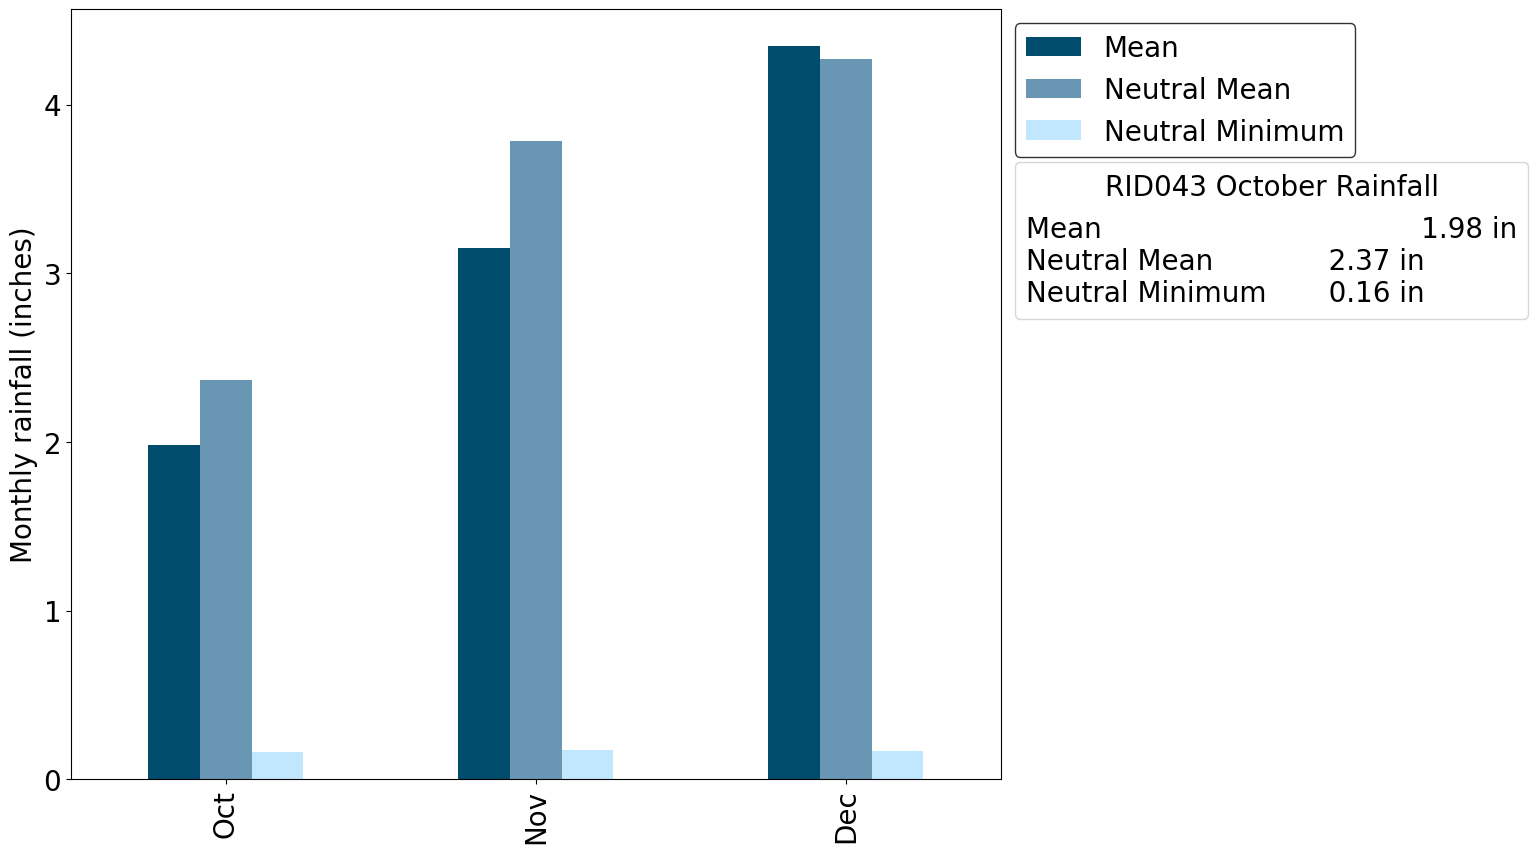 Monthly rainfall (inches)
4
3
2
1
0
Oct
Nov
Dec
Mean
Neutral Mean
Neutral Minimum
RID043 October Rainfall
Mean 1.98 in
Neutral Mean 2.37 in
Neutral Minimum 0.16 in